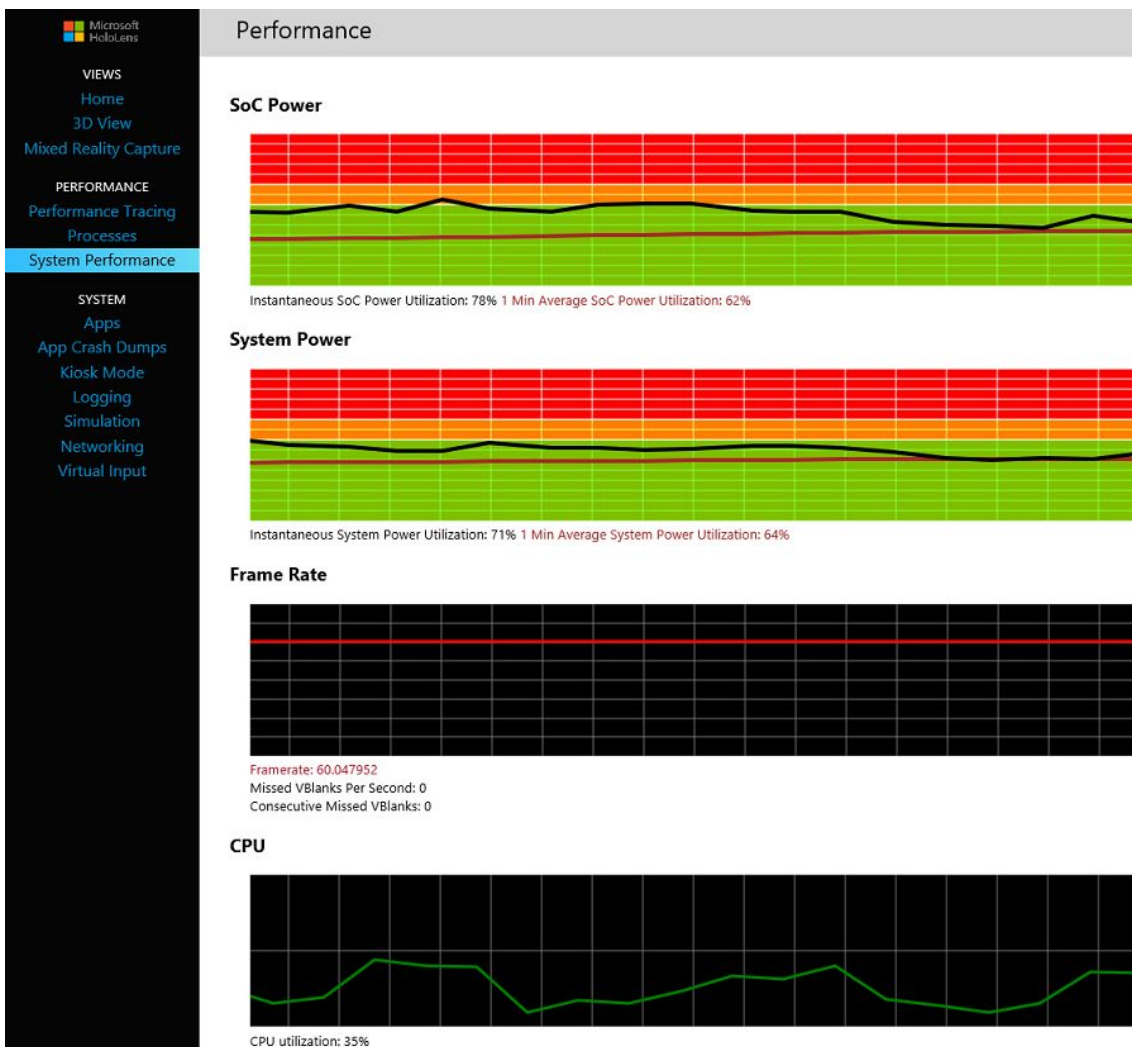 Microsoft
HoloLens
VIEWS
Home
3D View
Mixed Reality Capture
PERFORMANCE
Performance Tracing
Processes
System Performance
SYSTEM
Apps
App Crash Dumps
Kiosk Mode
Logging
Simulation
Networking
Virtual Input
Performance
SoC Power
Instantaneous SoC Power Utilization: 78% 1 Min Average SoC Power Utilization: 62%
System Power
Instantaneous System Power Utilization: 71% 1 Min Average System Power Utilization: 64%
Frame Rate
Framerate: 60.047952
Missed VBlanks Per Second: 0
Consecutive Missed VBlanks: 0
CPU
CPU utilization: 35%